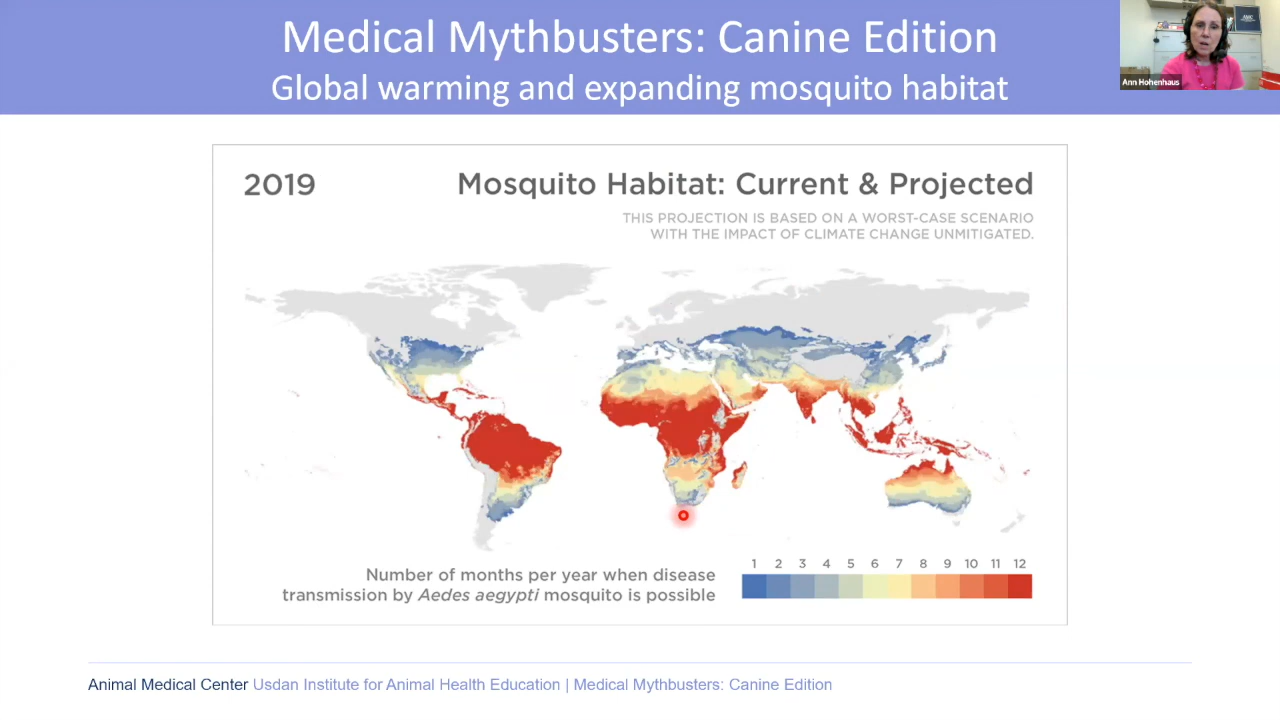 Medical Mythbusters: Canine Edition
Global warming and expanding mosquito habitat
Ann Hohenhaus
2019
Mosquito Habitat: Current & Projected
THIS PROJECTION IS BASED ON A WORST-CASE SCENARIO
WITH THE IMPACT OF CLIMATE CHANGE UNMITIGATED.
1 2 3 4 5 6 7 8 9 10 11 12
Number of months per year when disease
transmission by Aedes aegypti mosquito is possible
Animal Medical Center Usdan Institute for Animal Health Education | Medical Mythbusters: Canine Edition